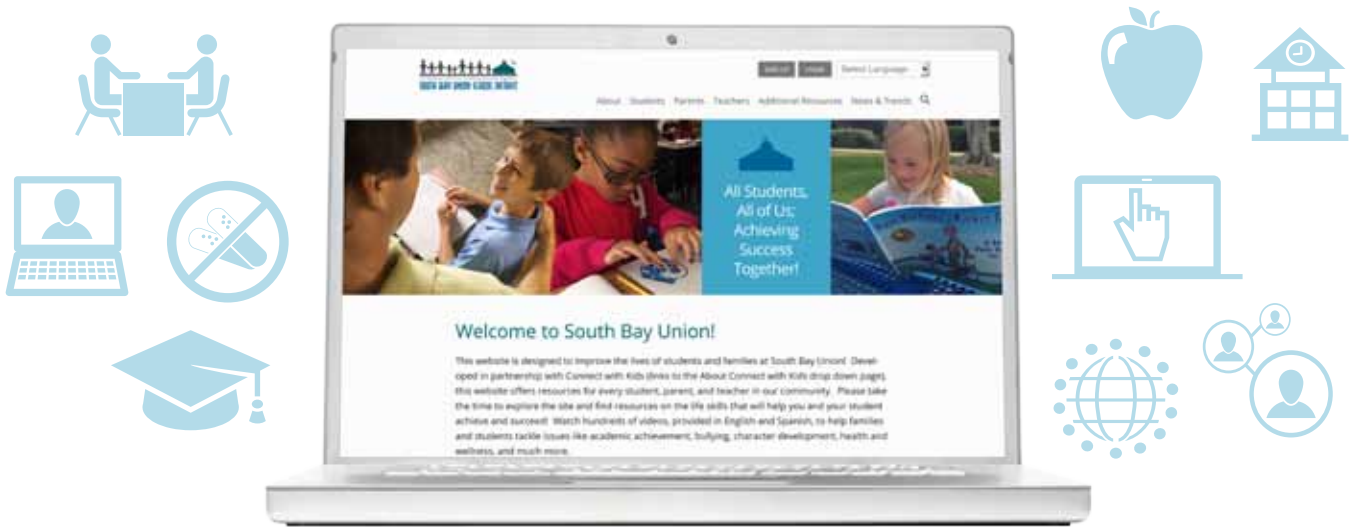 SOUTH BAY UNION SCHOOL DISTRICT
Select Language
About Students Parents Teachers Additional Resources News & Trends
All Students,
All of Us;
Achieving
Success
Together!
Welcome to South Bay Union!
This website is designed to improve the lives of students and families at South Bay Union! Devel-
oped in partnership with Connect with Kids (links to the About Connect with Kids drop down page),
this website offers resources for every student, parent, and teacher in our community. Please take
the time to explore the site and find resources on the life skills that will help you and your student
achieve and succeed! Watch hundreds of videos, provided in English and Spanish, to help families
and students tackle issues like academic achievement, bullying, character development, health and
wellness, and much more.